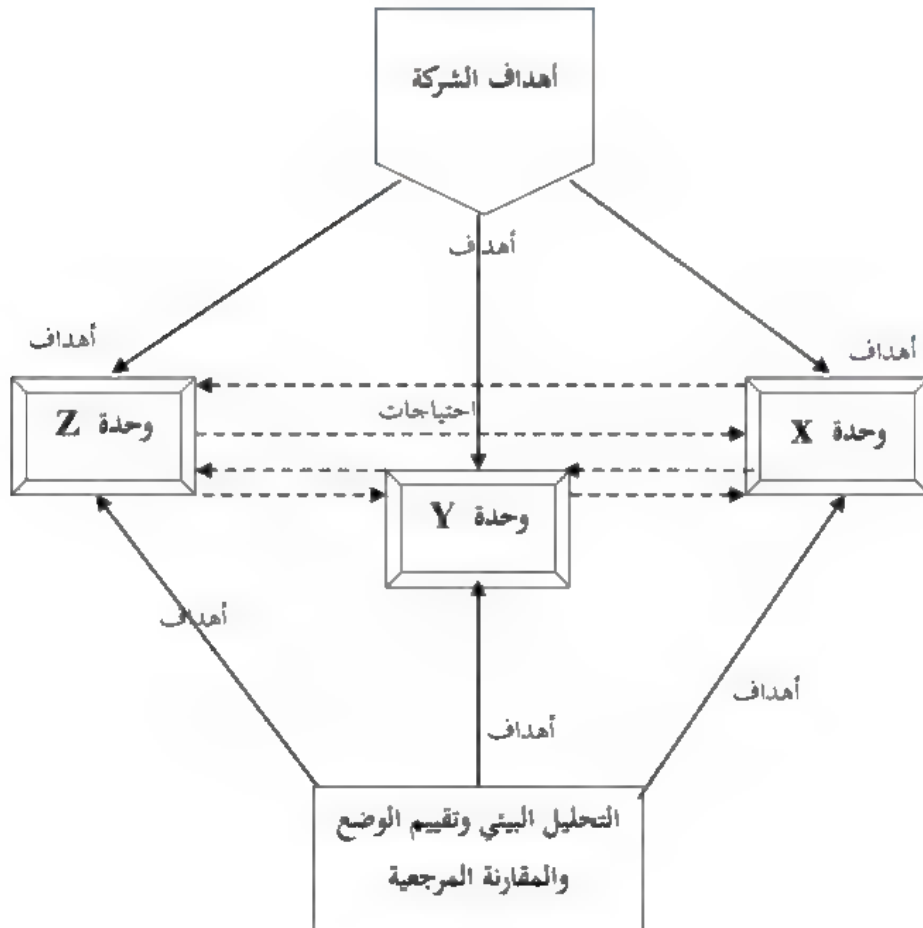 أهداف الشركة
أهداف
أهداف
أهداف
وحدة X
احتياجات
وحدة Z
وحدة Y
أهداف
أهداف
أهداف
التحليل البيئي وتقييم الوضع
والمقارنة المرجعية